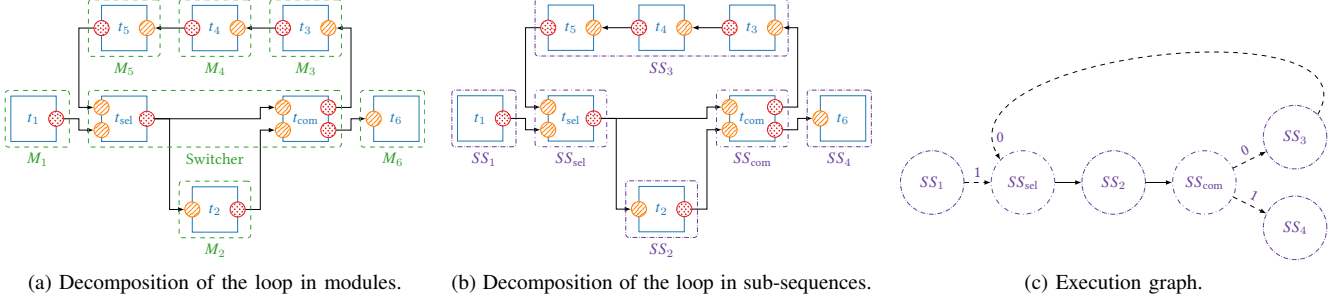 t5 t4 t3
M5 M4 M3
t1 tsel tcom t6
M1 Switcher M6
t2
M2
(a) Decomposition of the loop in modules.
t5 t4 t3
SS3
t1 tsel tcom t6
SS1 SSsel SScom SS4
t2
SS2
(b) Decomposition of the loop in sub-sequences.
SS3
0 0
SS1 1 SSsel SS2 SScom
1
SS4
(c) Execution graph.